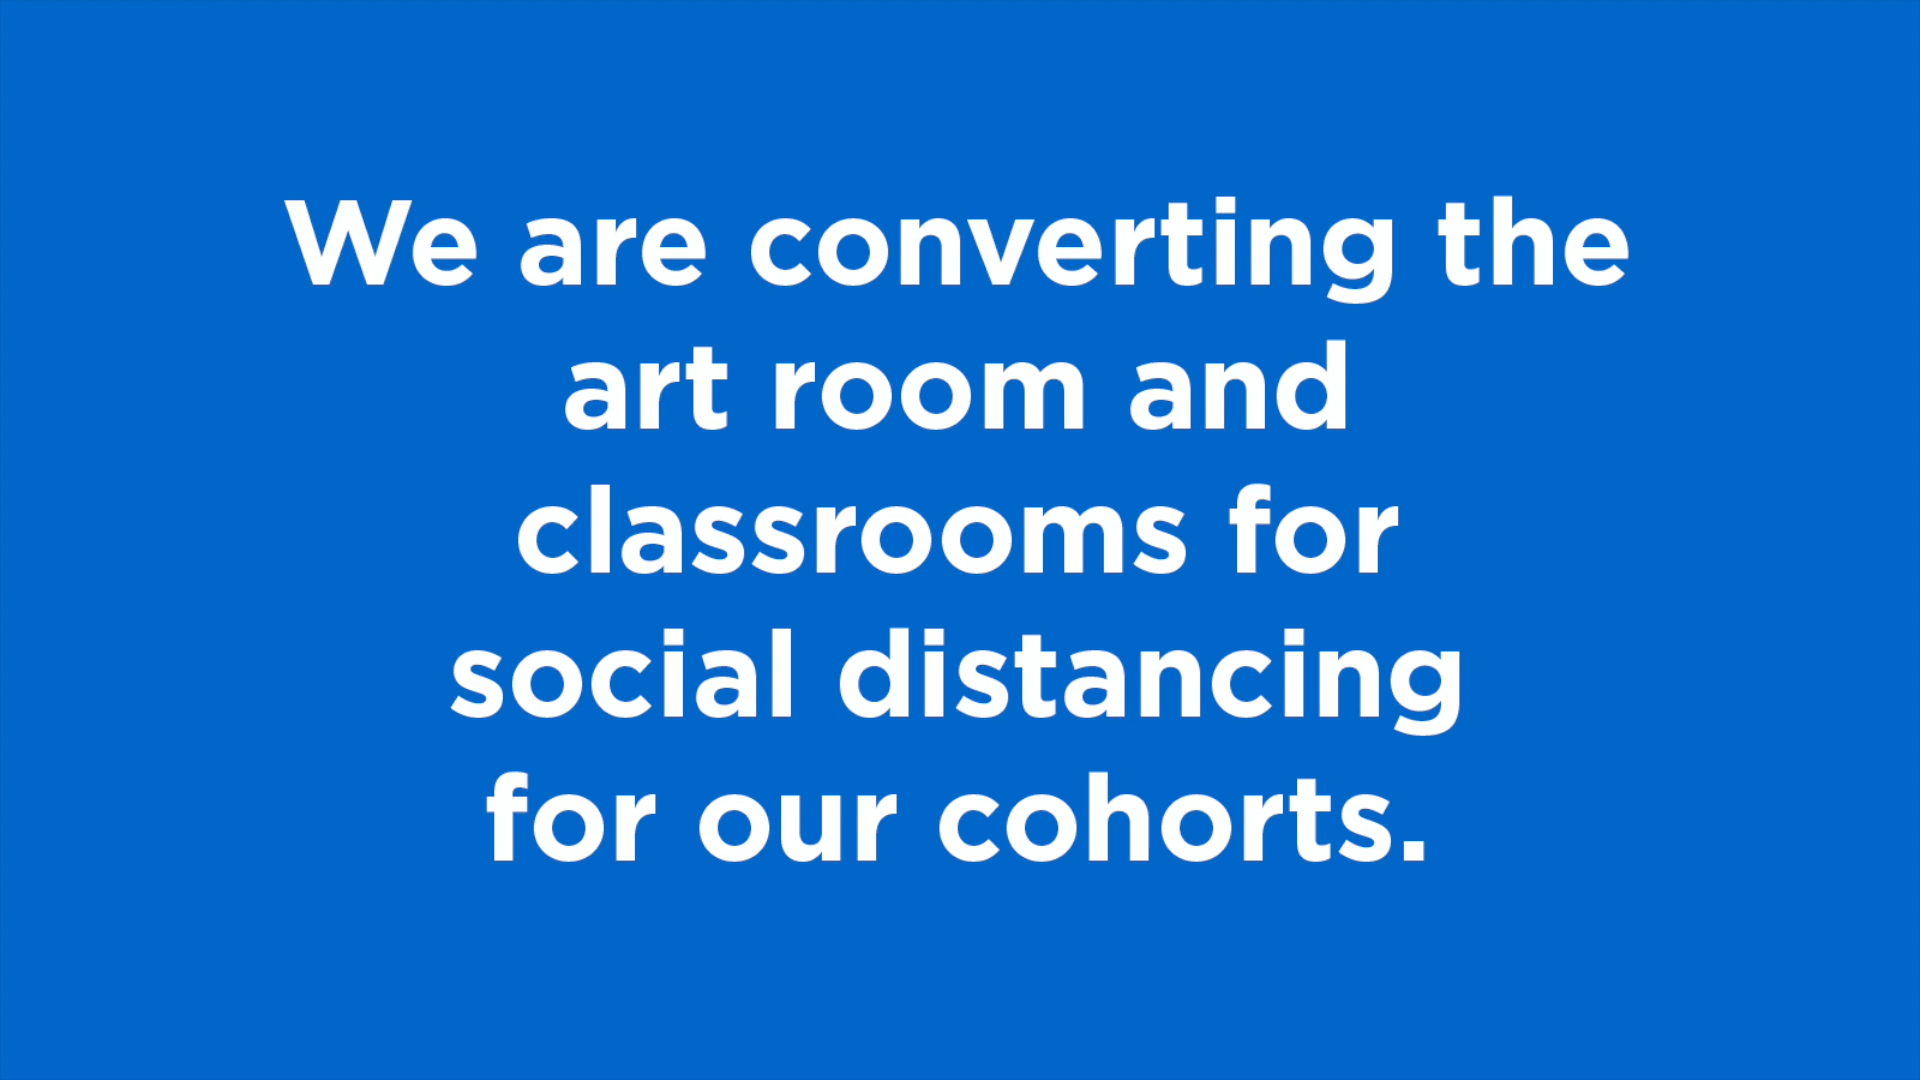 We are converting the
art room and
classrooms for
social distancing
for our cohorts.